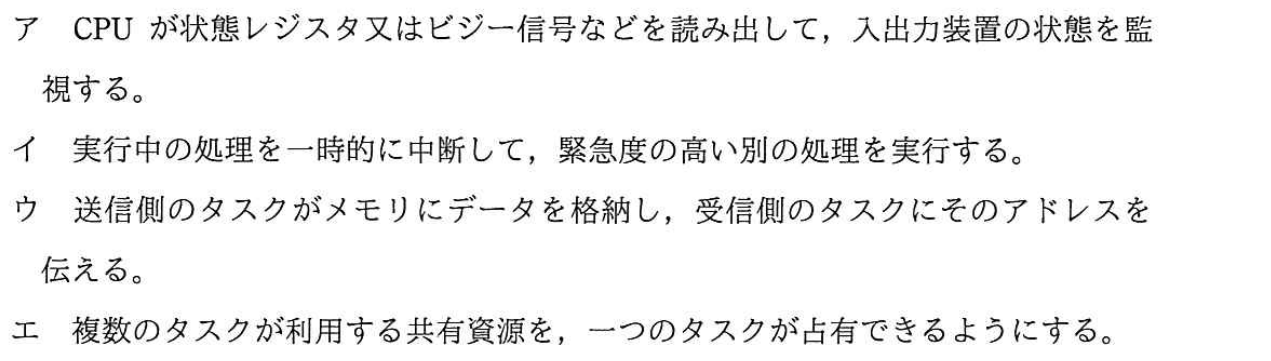 ア　CPU が状態レジスタ又はビジー信号などを読み出して，入出力装置の状態を監
視する。
イ　実行中の処理を一時的に中断して，緊急度の高い別の処理を実行する。
ウ　送信側のタスクがメモリにデータを格納し，受信側のタスクにそのアドレスを
伝える。
エ　複数のタスクが利用する共有資源を，一つのタスクが占有できるようにする。